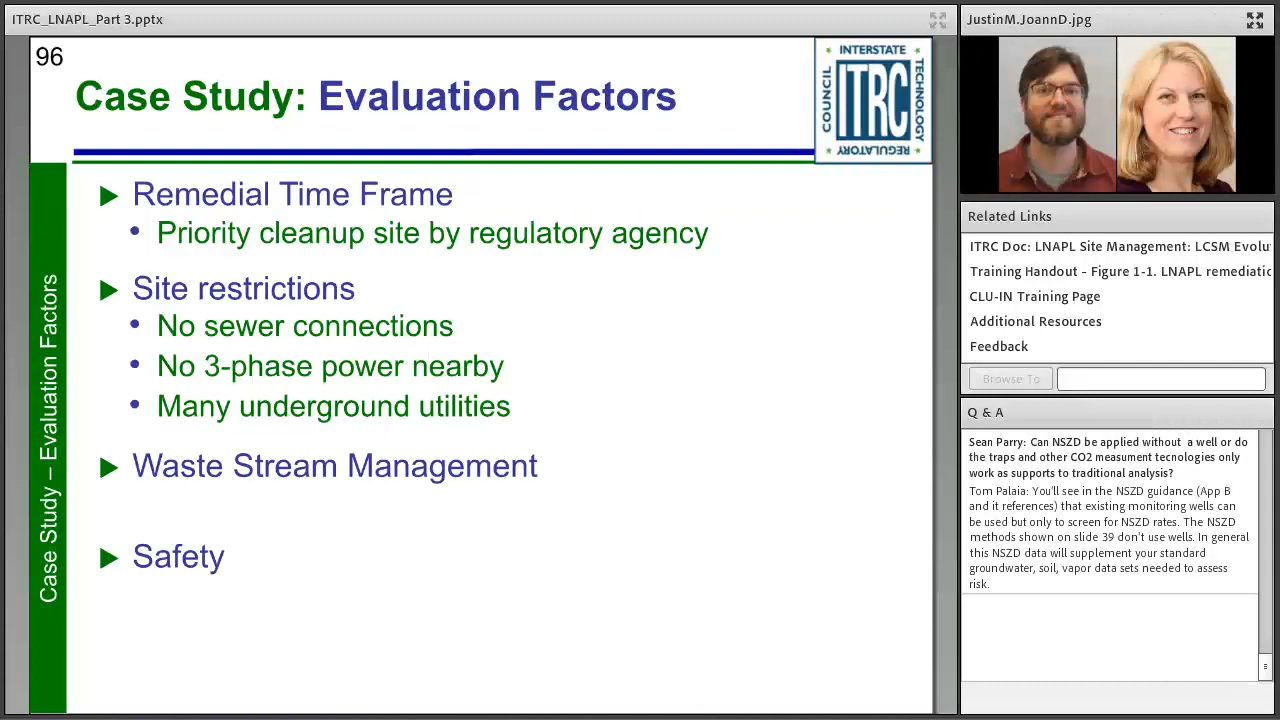 ITRC_LNAPL_Part 3.pptx
96
Case Study: Evaluation Factors
INTERSTATE
COUNCIL
ITRC
TECHNOLOGY
REGULATORY
Case Study – Evaluation Factors
Remedial Time Frame
• Priority cleanup site by regulatory agency
Site restrictions
• No sewer connections
• No 3-phase power nearby
• Many underground utilities
Waste Stream Management
Safety
JustinM.JoannD.jpg
Related Links
ITRC Doc: LNAPL Site Management: LCSM Evolu
Training Handout - Figure 1-1. LNAPL remediatic
CLU-IN Training Page
Additional Resources
Feedback
Browse To
Q & A
Sean Parry: Can NSZD be applied without a well or do
the traps and other CO2 measument tecnologies only
work as supports to traditional analysis?
Tom Palaia: You'll see in the NSZD guidance (App B
and it references) that existing monitoring wells can
be used but only to screen for NSZD rates. The NSZD
methods shown on slide 39 don't use wells. In general
this NSZD data will supplement your standard
groundwater, soil, vapor data sets needed to assess
risk.